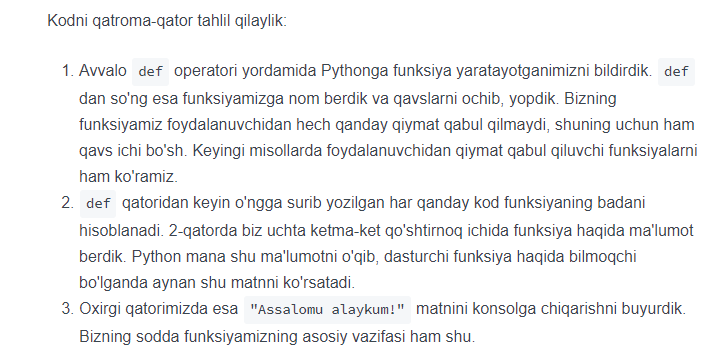 Kodni qatroma-qator tahlil qilaylik:
1. Avvalo def operatori yordamida Pythonga funksiya yaratayotganimizni bildirdik. def
dan so'ng esa funksiyamizga nom berdik va qavslarni ochib, yopdik. Bizning
funksiyamiz foydalanuvchidan hech qanday qiymat qabul qilmaydi, shuning uchun ham
qavs ichi bo'sh. Keyingi misollarda foydalanuvchidan qiymat qabul qiluvchi funksiyalarni
ham ko'ramiz.
2. def qatoridan keyin o'ngga surib yozilgan har qanday kod funksiyaning badani
hisoblanadi. 2-qatorda biz uchta ketma-ket qo'shtirnoq ichida funksiya haqida ma'lumot
berdik. Python mana shu ma'lumotni o'qib, dasturchi funksiya haqida bilmoqchi
bo'lganda aynan shu matnni ko'rsatadi.
3. Oxirgi qatorimizda esa "Assalomu alaykum!" matnini konsolga chiqarishni buyurdik.
Bizning sodda funksiyamizning asosiy vazifasi ham shu.